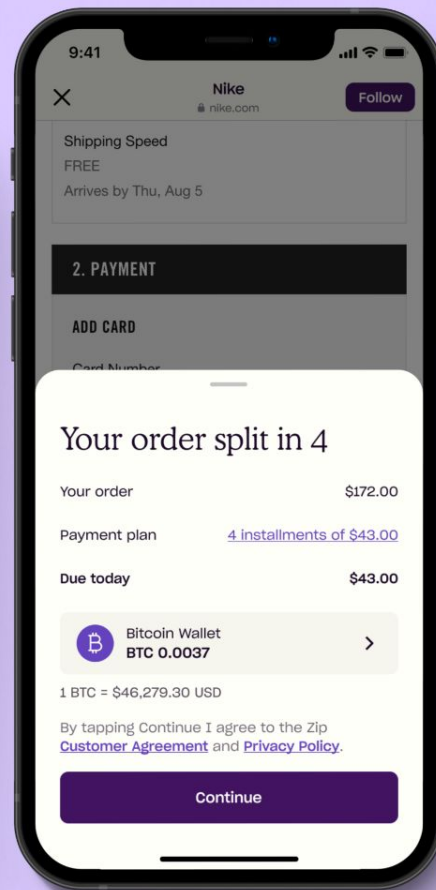 9:41
Nike
nike.com
Follow
Shipping Speed
FREE
Arrives by Thu, Aug 5
2. PAYMENT
ADD CARD
Card Number
Your order split in 4
Your order $172.00
Payment plan 4 installments of $43.00
Due today $43.00
Bitcoin Wallet
BTC 0.0037
1 BTC = $46,279.30 USD
By tapping Continue I agree to the Zip
Customer Agreement and Privacy Policy.
Continue